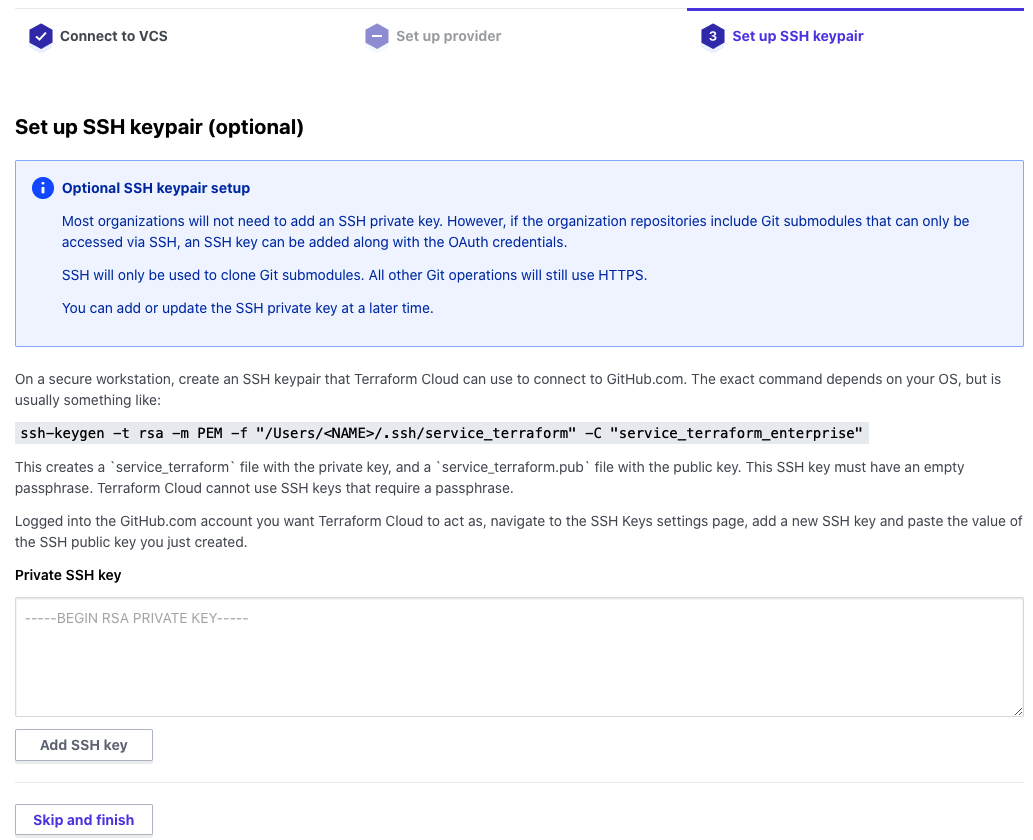 Connect to VCS
Set up provider
3 Set up SSH keypair
Set up SSH keypair (optional)
Optional SSH keypair setup
Most organizations will not need to add an SSH private key. However, if the organization repositories include Git submodules that can only be
accessed via SSH, an SSH key can be added along with the OAuth credentials.
SSH will only be used to clone Git submodules. All other Git operations will still use HTTPS.
You can add or update the SSH private key at a later time.
On a secure workstation, create an SSH keypair that Terraform Cloud can use to connect to GitHub.com. The exact command depends on your OS, but is
usually something like:
ssh-keygen -t rsa -m PEM -f "/Users/<NAME>/.ssh/service_terraform" -C "service_terraform_enterprise"
This creates a `service_terraform` file with the private key, and a `service_terraform.pub` file with the public key. This SSH key must have an empty
passphrase. Terraform Cloud cannot use SSH keys that require a passphrase.
Logged into the GitHub.com account you want Terraform Cloud to act as, navigate to the SSH Keys settings page, add a new SSH key and paste the value of
the SSH public key you just created.
Private SSH key
-----BEGIN RSA PRIVATE KEY-----
Add SSH key
Skip and finish